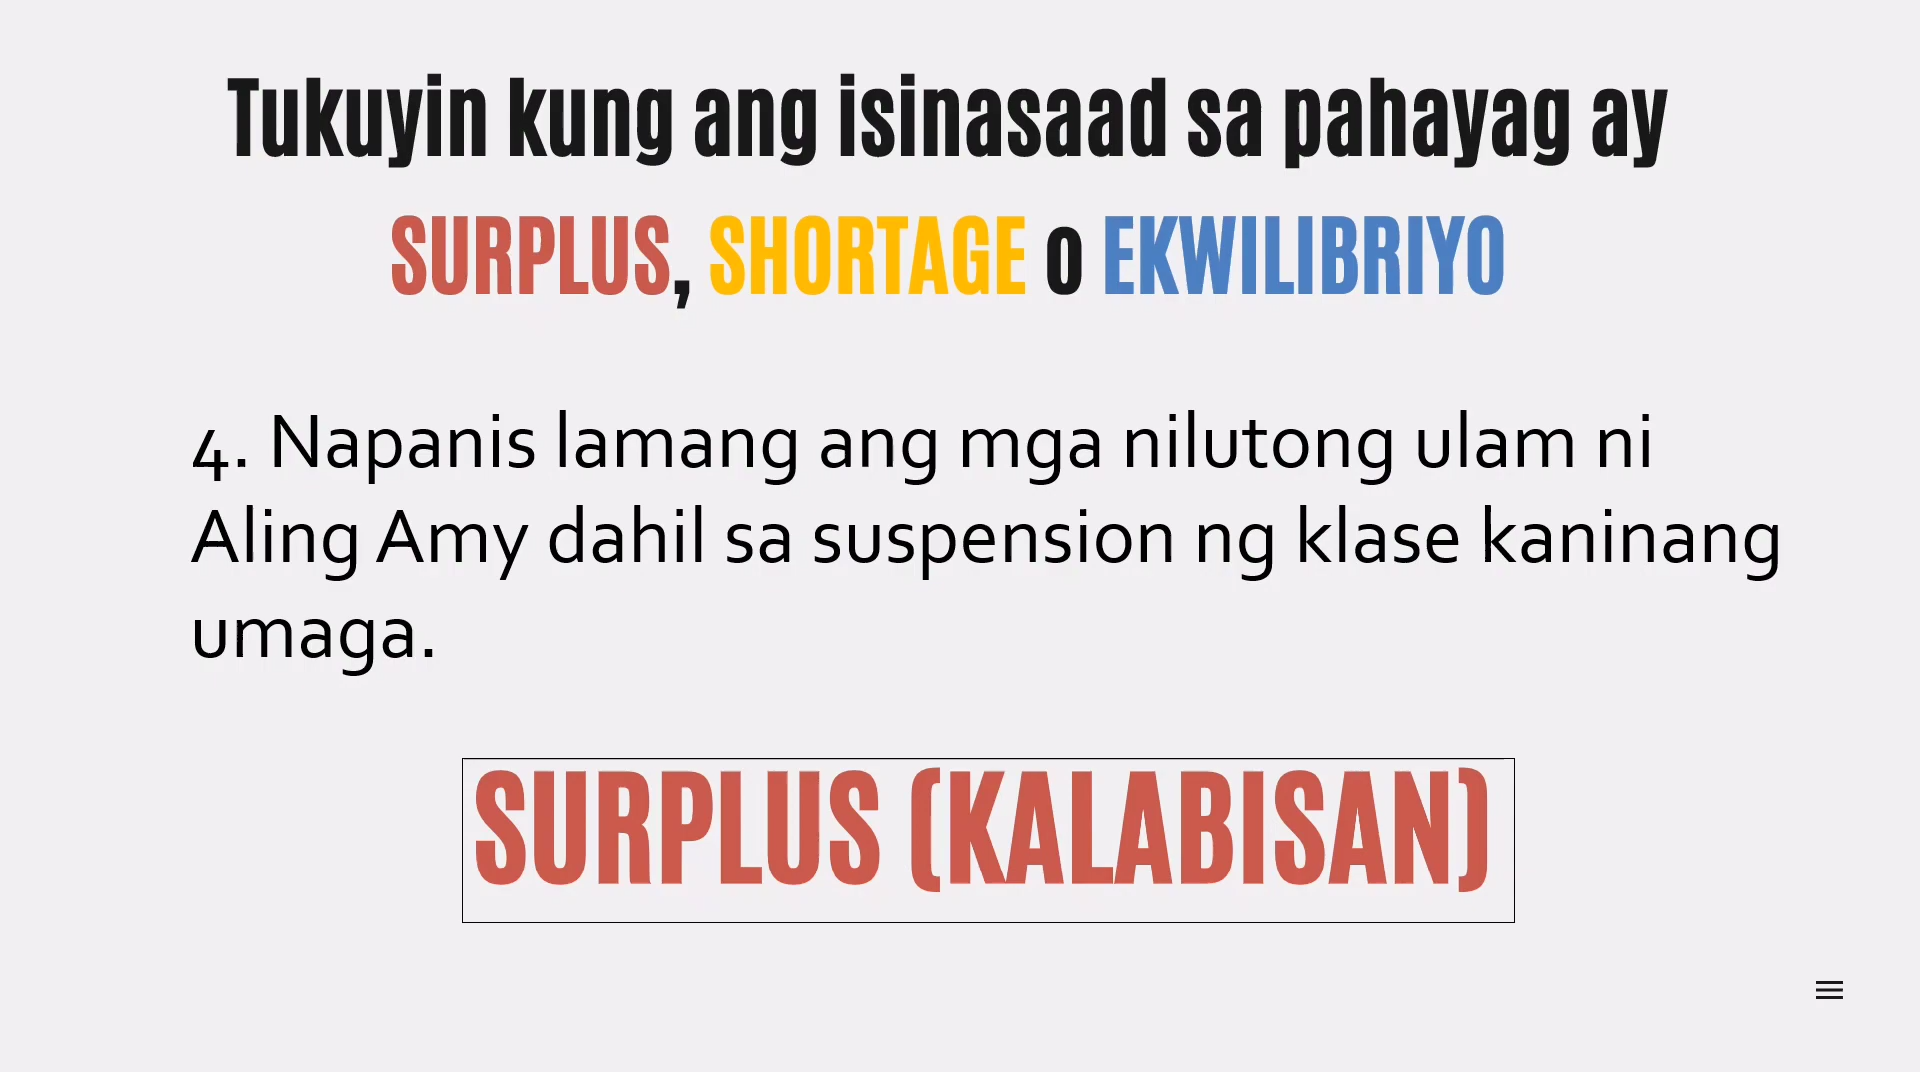 Tukuyin kung ang isinasaad sa pahayag ay
SURPLUS, SHORTAGE o EKWILIBRIYO
4. Napanis lamang ang mga nilutong ulam ni
Aling Amy dahil sa suspension ng klase kaninang
umaga.
SURPLUS (KALABISAN)